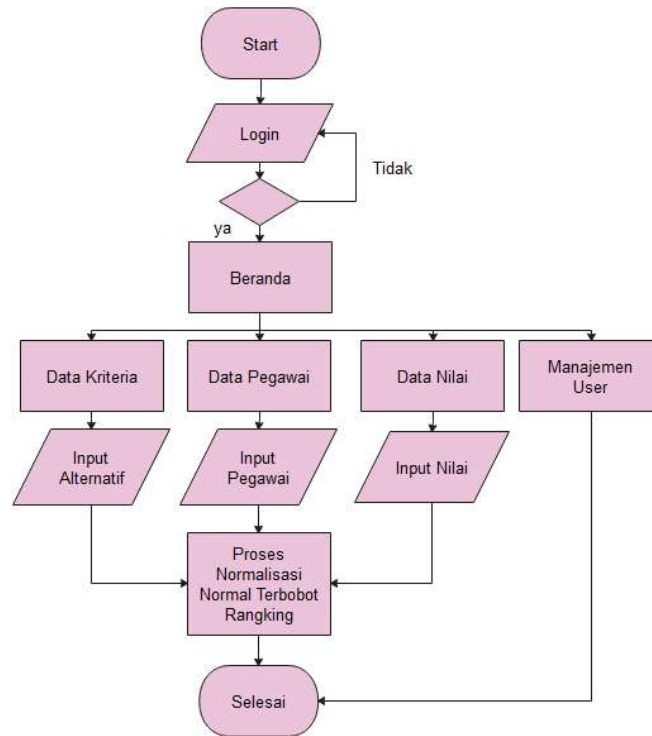 Start
Login
Tidak
ya
Beranda
Data Kriteria
Data Pegawai
Data Nilai
Manajemen
User
Input
Alternatif
Input
Pegawai
Input Nilai
Proses
Normalisasi
Normal Terbobot
Rangking
Selesai